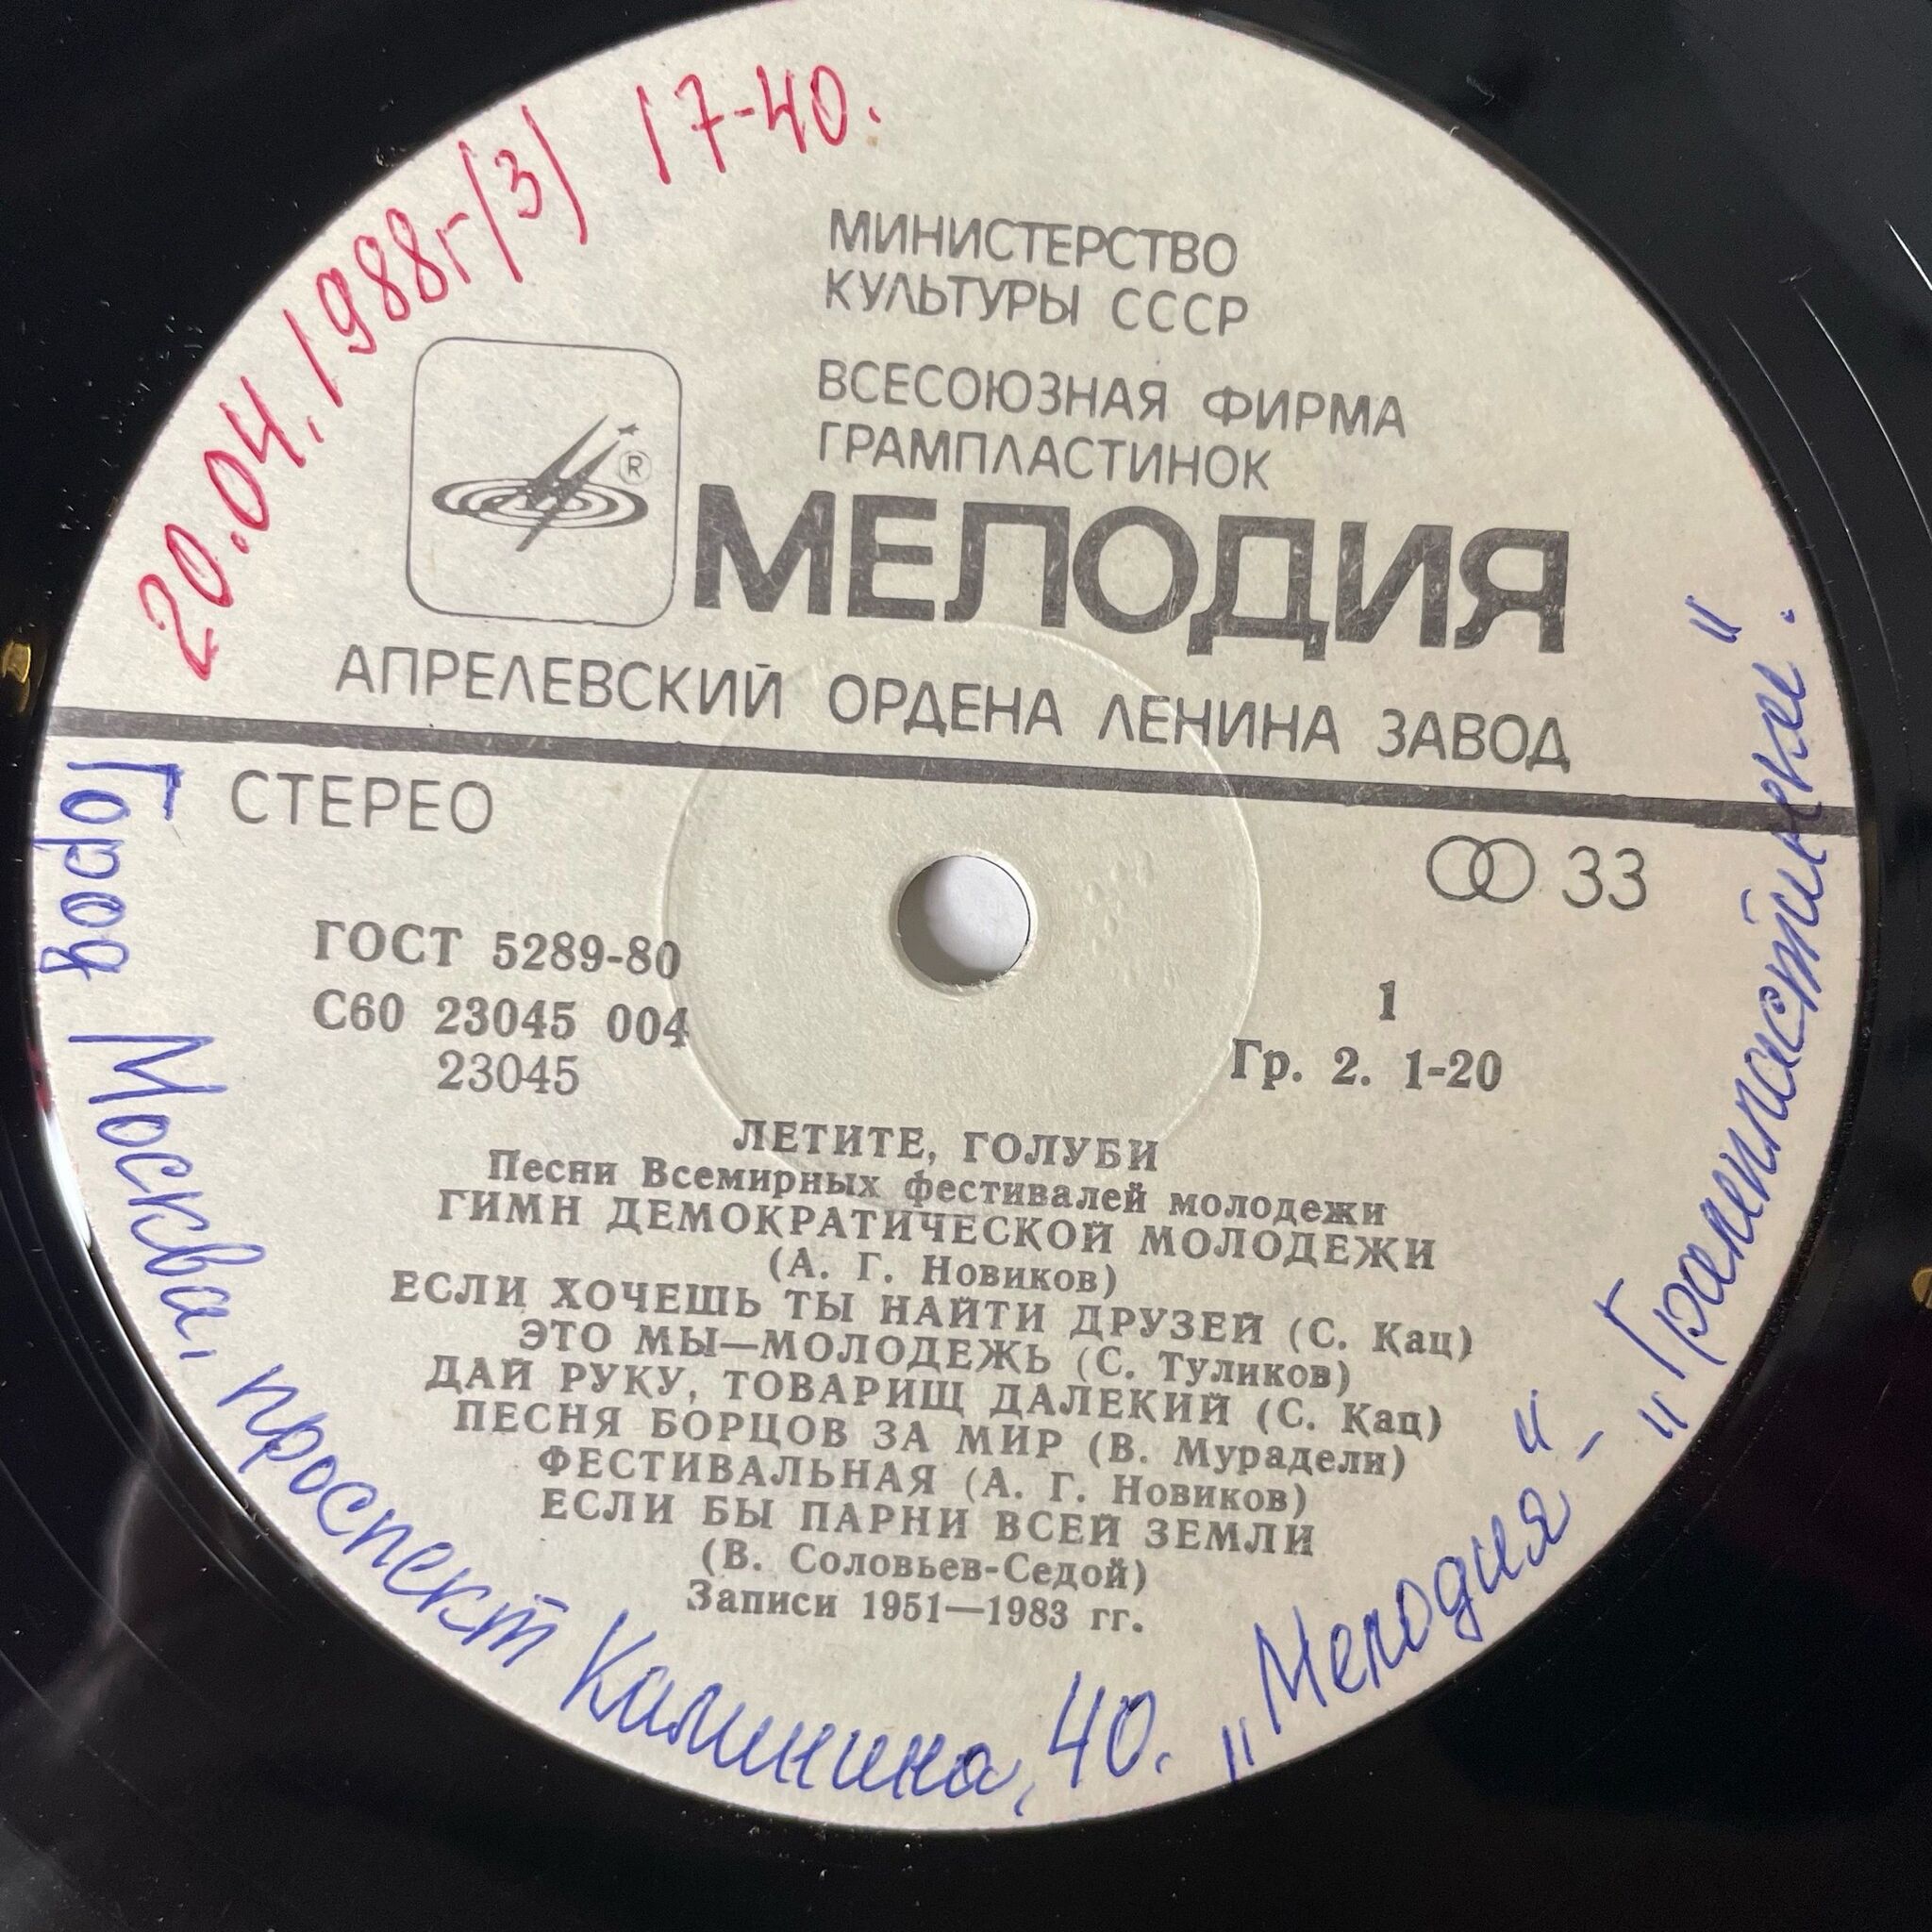 20.04.1988г(3) 17-40.
МИНИСТЕРСТВО
КУЛЬТУРЫ СССР
ВСЕСОЮЗНАЯ ФИРМА
ГРАМПЛАСТИНОК
®
МЕЛОДИЯ
АПРЕЛЕВСКИЙ ОРДЕНА ЛЕНИНА ЗАВОД
СТЕРЕО
33
ГОСТ 5289-80
С60 23045 004
23045
1
Гр. 2. 1-20
ЛЕТИТЕ, ГОЛУБИ
Песни Всемирных фестивалей молодежи
ГИМН ДЕМОКРАТИЧЕСКОЙ МОЛОДЕЖИ
(А. Г. Новиков)
ЕСЛИ ХОЧЕШЬ ТЫ НАЙТИ ДРУЗЕЙ (С. Кац)
ЭТО МЫ—МОЛОДЕЖЬ (С. Туликов)
ДАЙ РУКУ, ТОВАРИЩ ДАЛЕКИЙ (С. Кац)
ПЕСНЯ БОРЦОВ ЗА МИР (В. Мурадели)
ФЕСТИВАЛЬНАЯ (А. Г. Новиков)
ЕСЛИ БЫ ПАРНИ ВСЕЙ ЗЕМЛИ
(В. Соловьев-Седой)
Записи 1951—1983 гг.
Город Москва, проспект Калинина, 40. „Мелодия“ - „Грампластинки“.